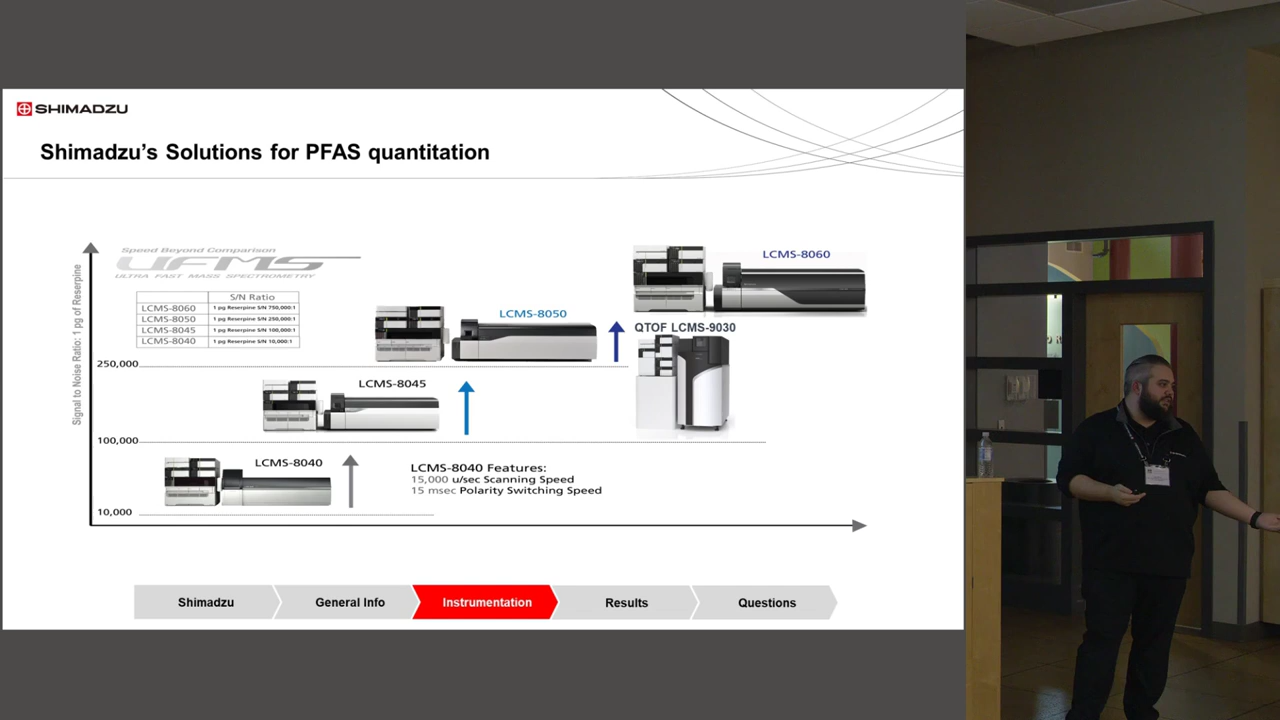 SHIMADZU
Shimadzu's Solutions for PFAS quantitation
Speed Beyond Comparison
UFMS
ULTRA FAST MASS SPECTROMETRY
Signal to Noise Ratio: 1 pg of Reserpine
S/N Ratio
LCMS-8060 1 pg Reserpine S/N 750,000:1
LCMS-8050 1 pg Reserpine S/N 250,000:1
LCMS-8045 1 pg Reserpine S/N 100,000:1
LCMS-8040 1 pg Reserpine S/N 10,000:1
LCMS-8060
LCMS-8050
QTOF LCMS-9030
250,000
LCMS-8045
100,000
LCMS-8040
LCMS-8040 Features:
15,000 u/sec Scanning Speed
15 msec Polarity Switching Speed
10,000
Shimadzu
General Info
Instrumentation
Results
Questions